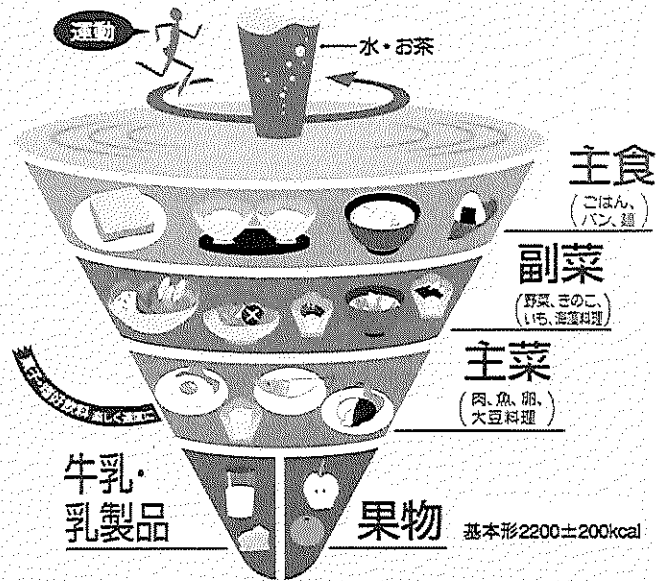 運動
水・お茶
主食
(ごはん、
パン、麺)
副菜
(野菜、きのこ、
いも、海藻料理)
主菜
(肉、魚、卵、
大豆料理)
牛乳・
乳製品
果物
基本形2200±200kcal